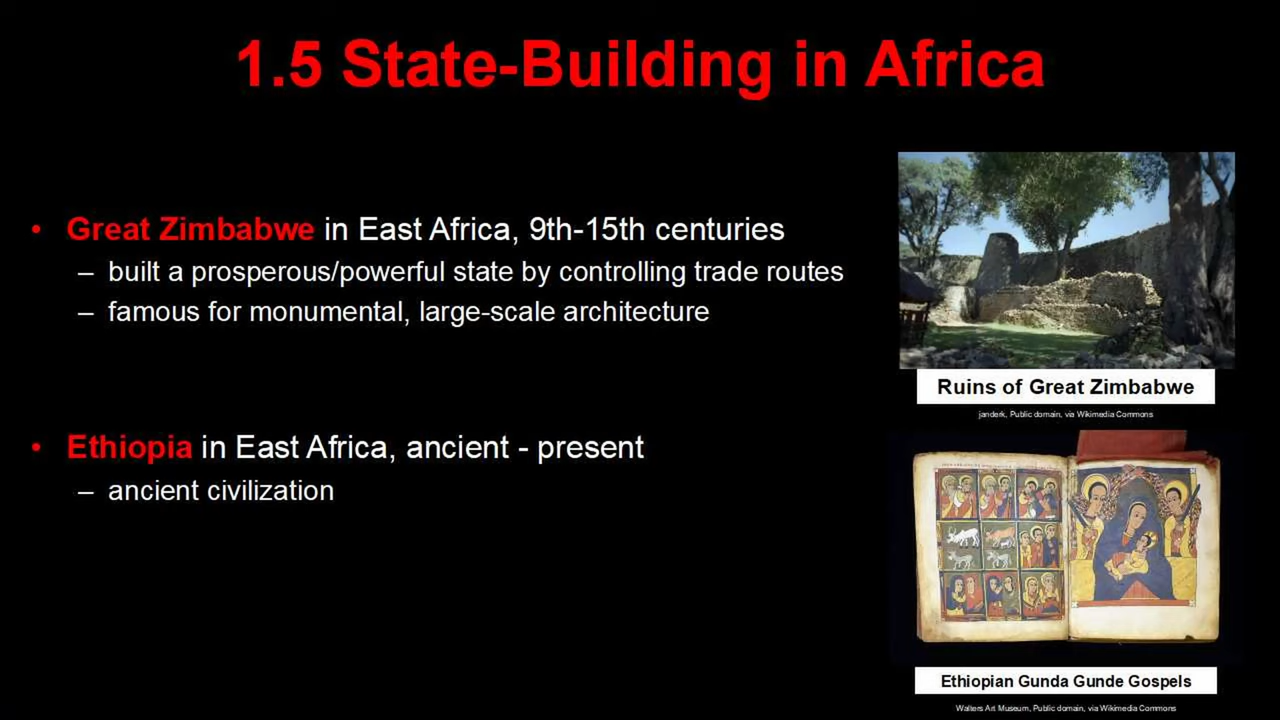 1.5 State-Building in Africa
• Great Zimbabwe in East Africa, 9th-15th centuries
– built a prosperous/powerful state by controlling trade routes
– famous for monumental, large-scale architecture
Ruins of Great Zimbabwe
janderk, Public domain, via Wikimedia Commons
• Ethiopia in East Africa, ancient - present
– ancient civilization
Ethiopian Gunda Gunde Gospels
Walters Art Museum, Public domain, via Wikimedia Commons